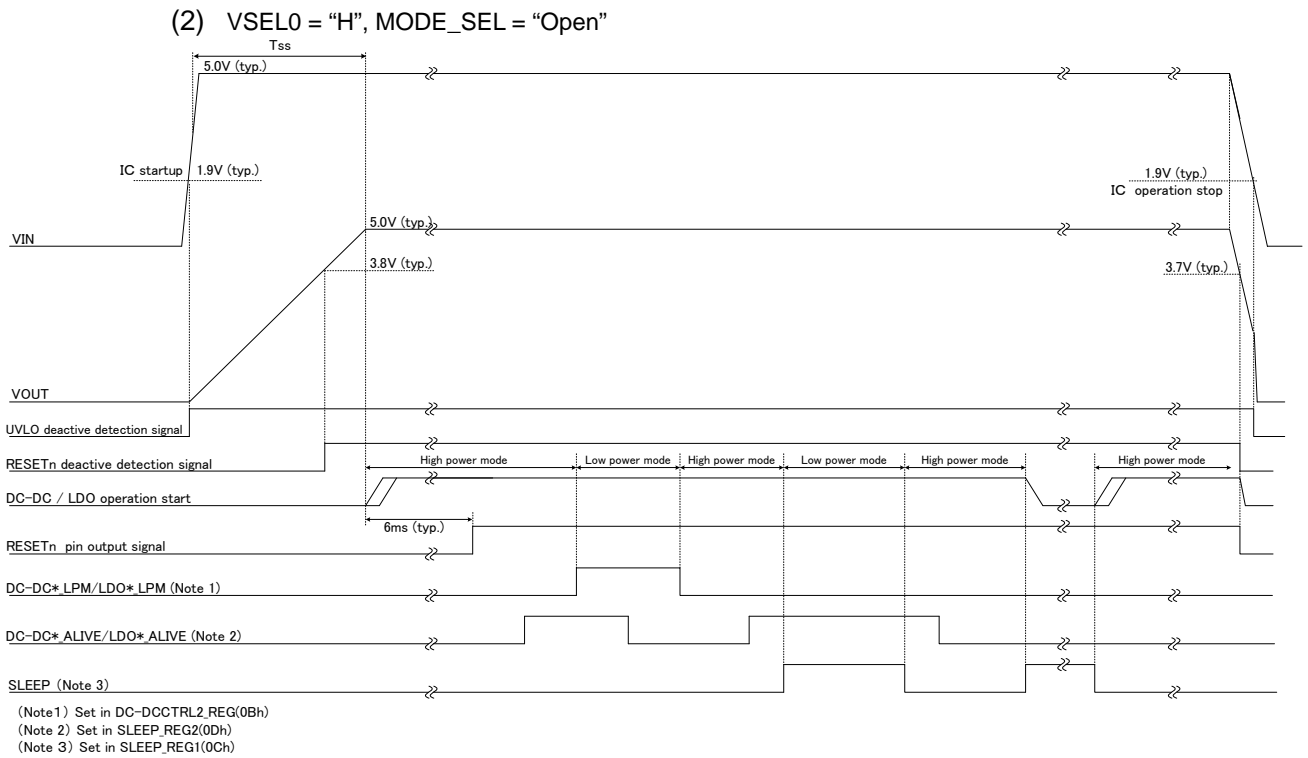 (2) VSEL0 = “H”, MODE_SEL = “Open”
Tss
5.0V (typ.)
IC startup 1.9V (typ.)
1.9V (typ.)
IC operation stop
5.0V (typ.)
VIN
3.8V (typ.)
3.7V (typ.)
VOUT
UVLO deactive detection signal
RESETn deactive detection signal
High power mode Low power mode High power mode Low power mode High power mode High power mode
DC-DC / LDO operation start
6ms (typ.)
RESETn pin output signal
DC-DC*_LPM/LDO*_LPM (Note 1)
DC-DC*_ALIVE/LDO*_ALIVE (Note 2)
SLEEP (Note 3)
(Note1) Set in DC-DCCTRL2_REG(0Bh)
(Note 2) Set in SLEEP_REG2(0Dh)
(Note 3) Set in SLEEP_REG1(0Ch)